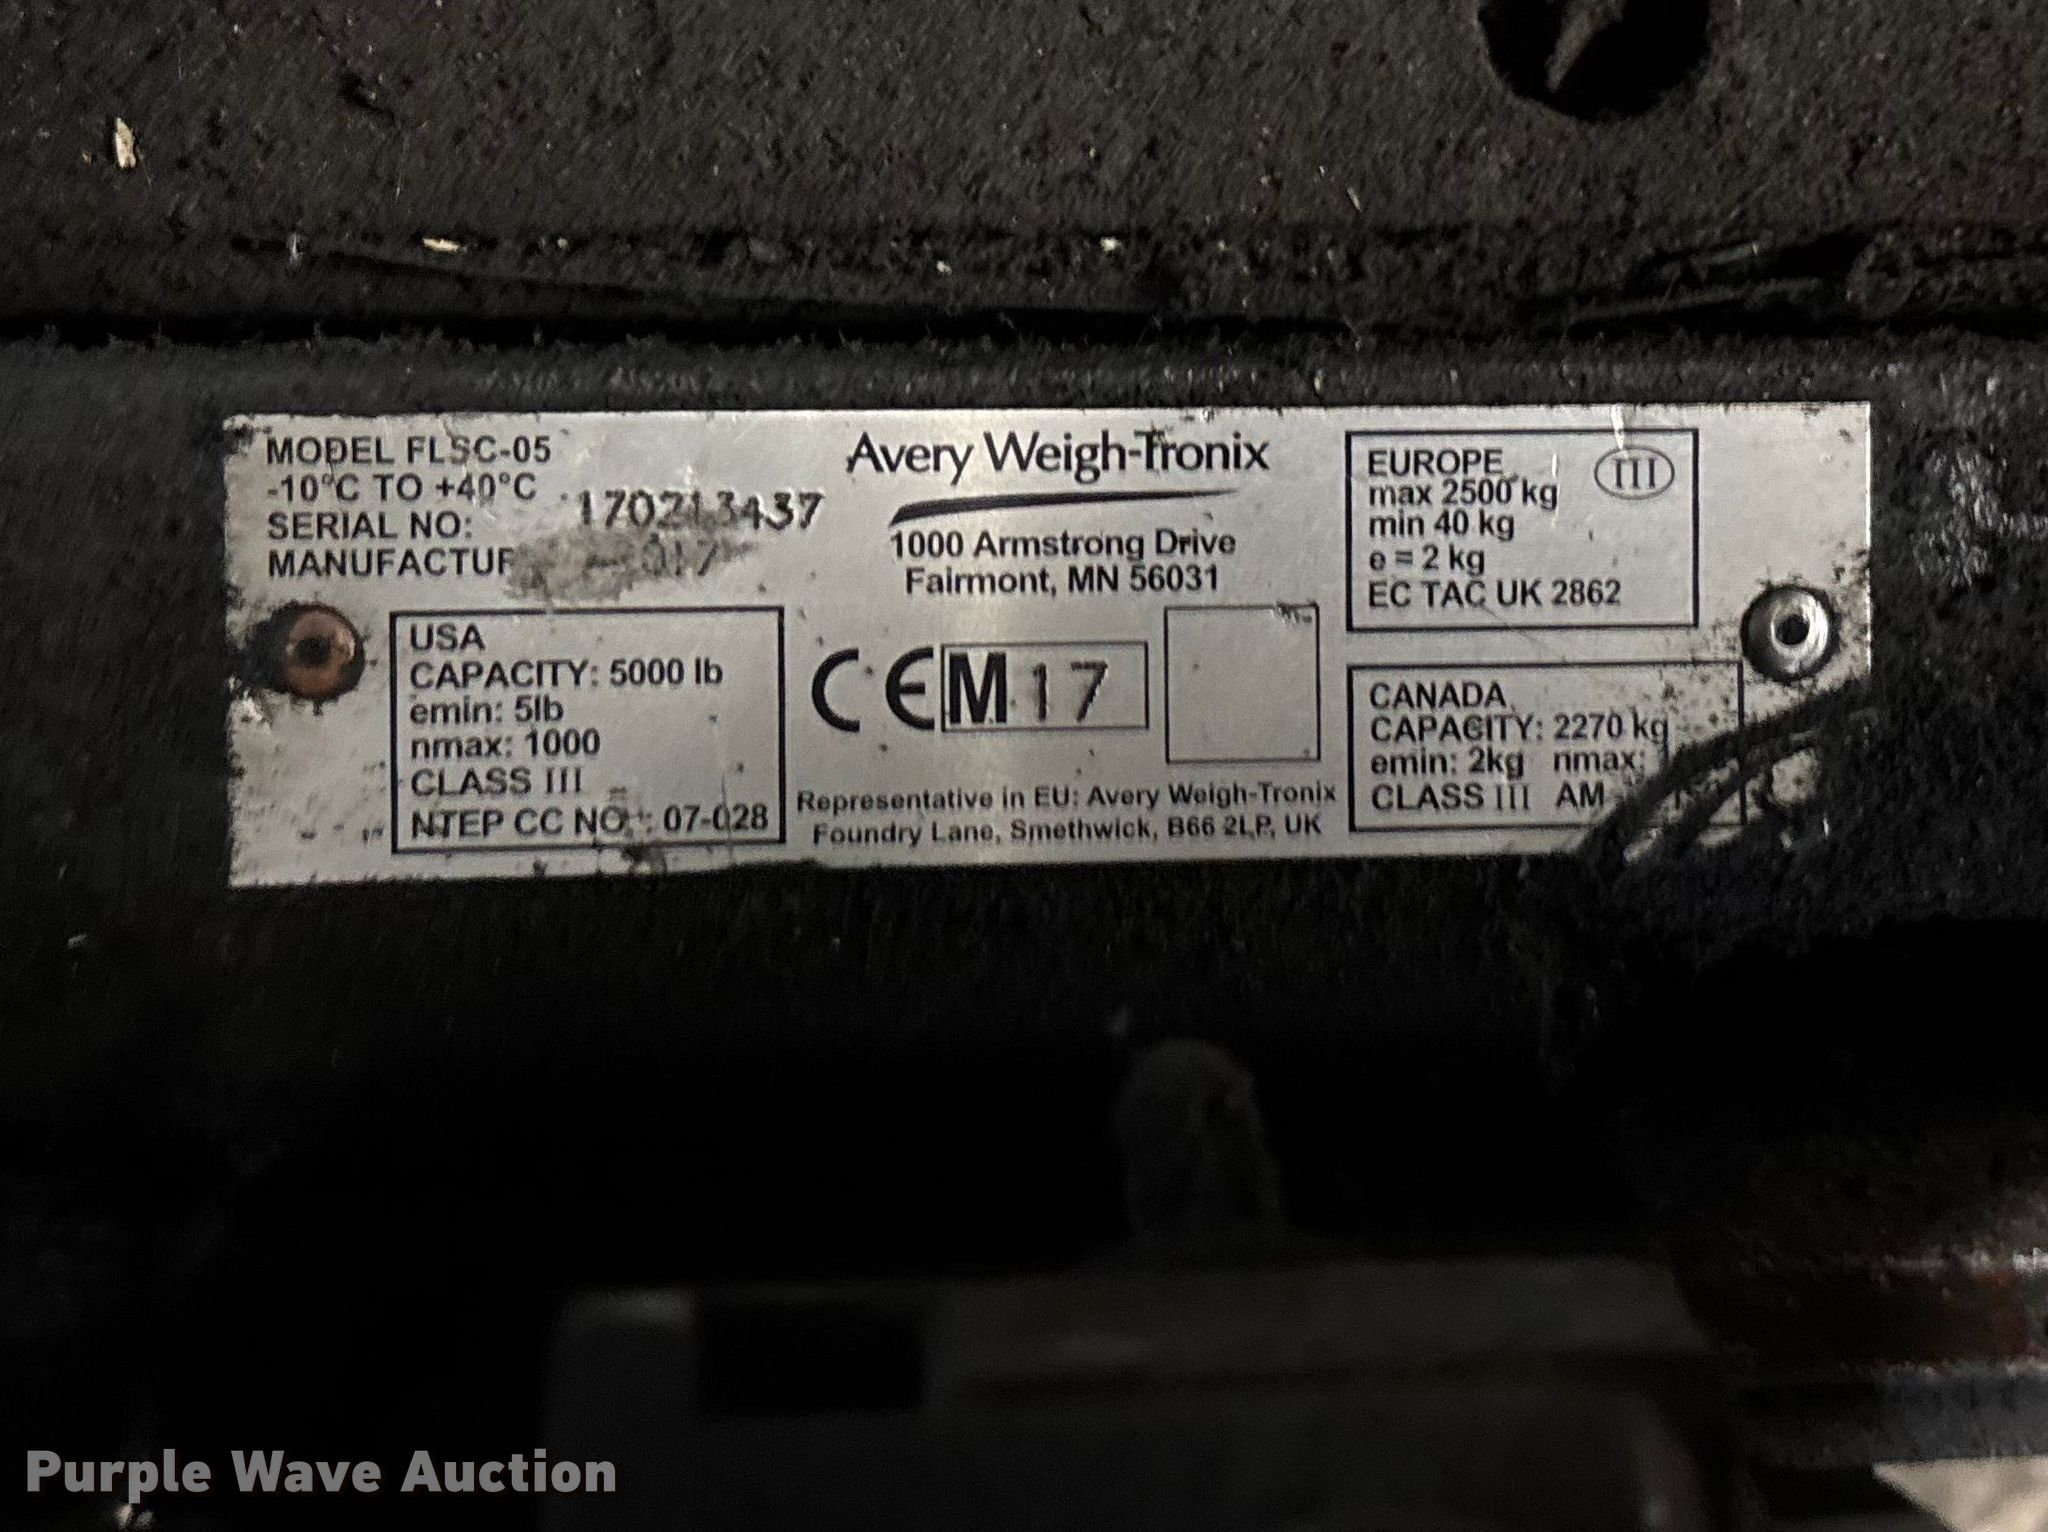 MODEL FLSC-05
-10°C TO +40°C
SERIAL NO: 170213437
MANUFACTUR 017
Avery Weigh-Tronix
1000 Armstrong Drive
Fairmont, MN 56031
EUROPE III
max 2500 kg
min 40 kg
e = 2 kg
EC TAC UK 2862
USA
CAPACITY: 5000 lb
emin: 5lb
nmax: 1000
CLASS III
NTEP CC NO.: 07-028
CE M 17
Representative in EU: Avery Weigh-Tronix
Foundry Lane, Smethwick, B66 2LP, UK
CANADA
CAPACITY: 2270 kg
emin: 2kg nmax:
CLASS III AM
Purple Wave Auction